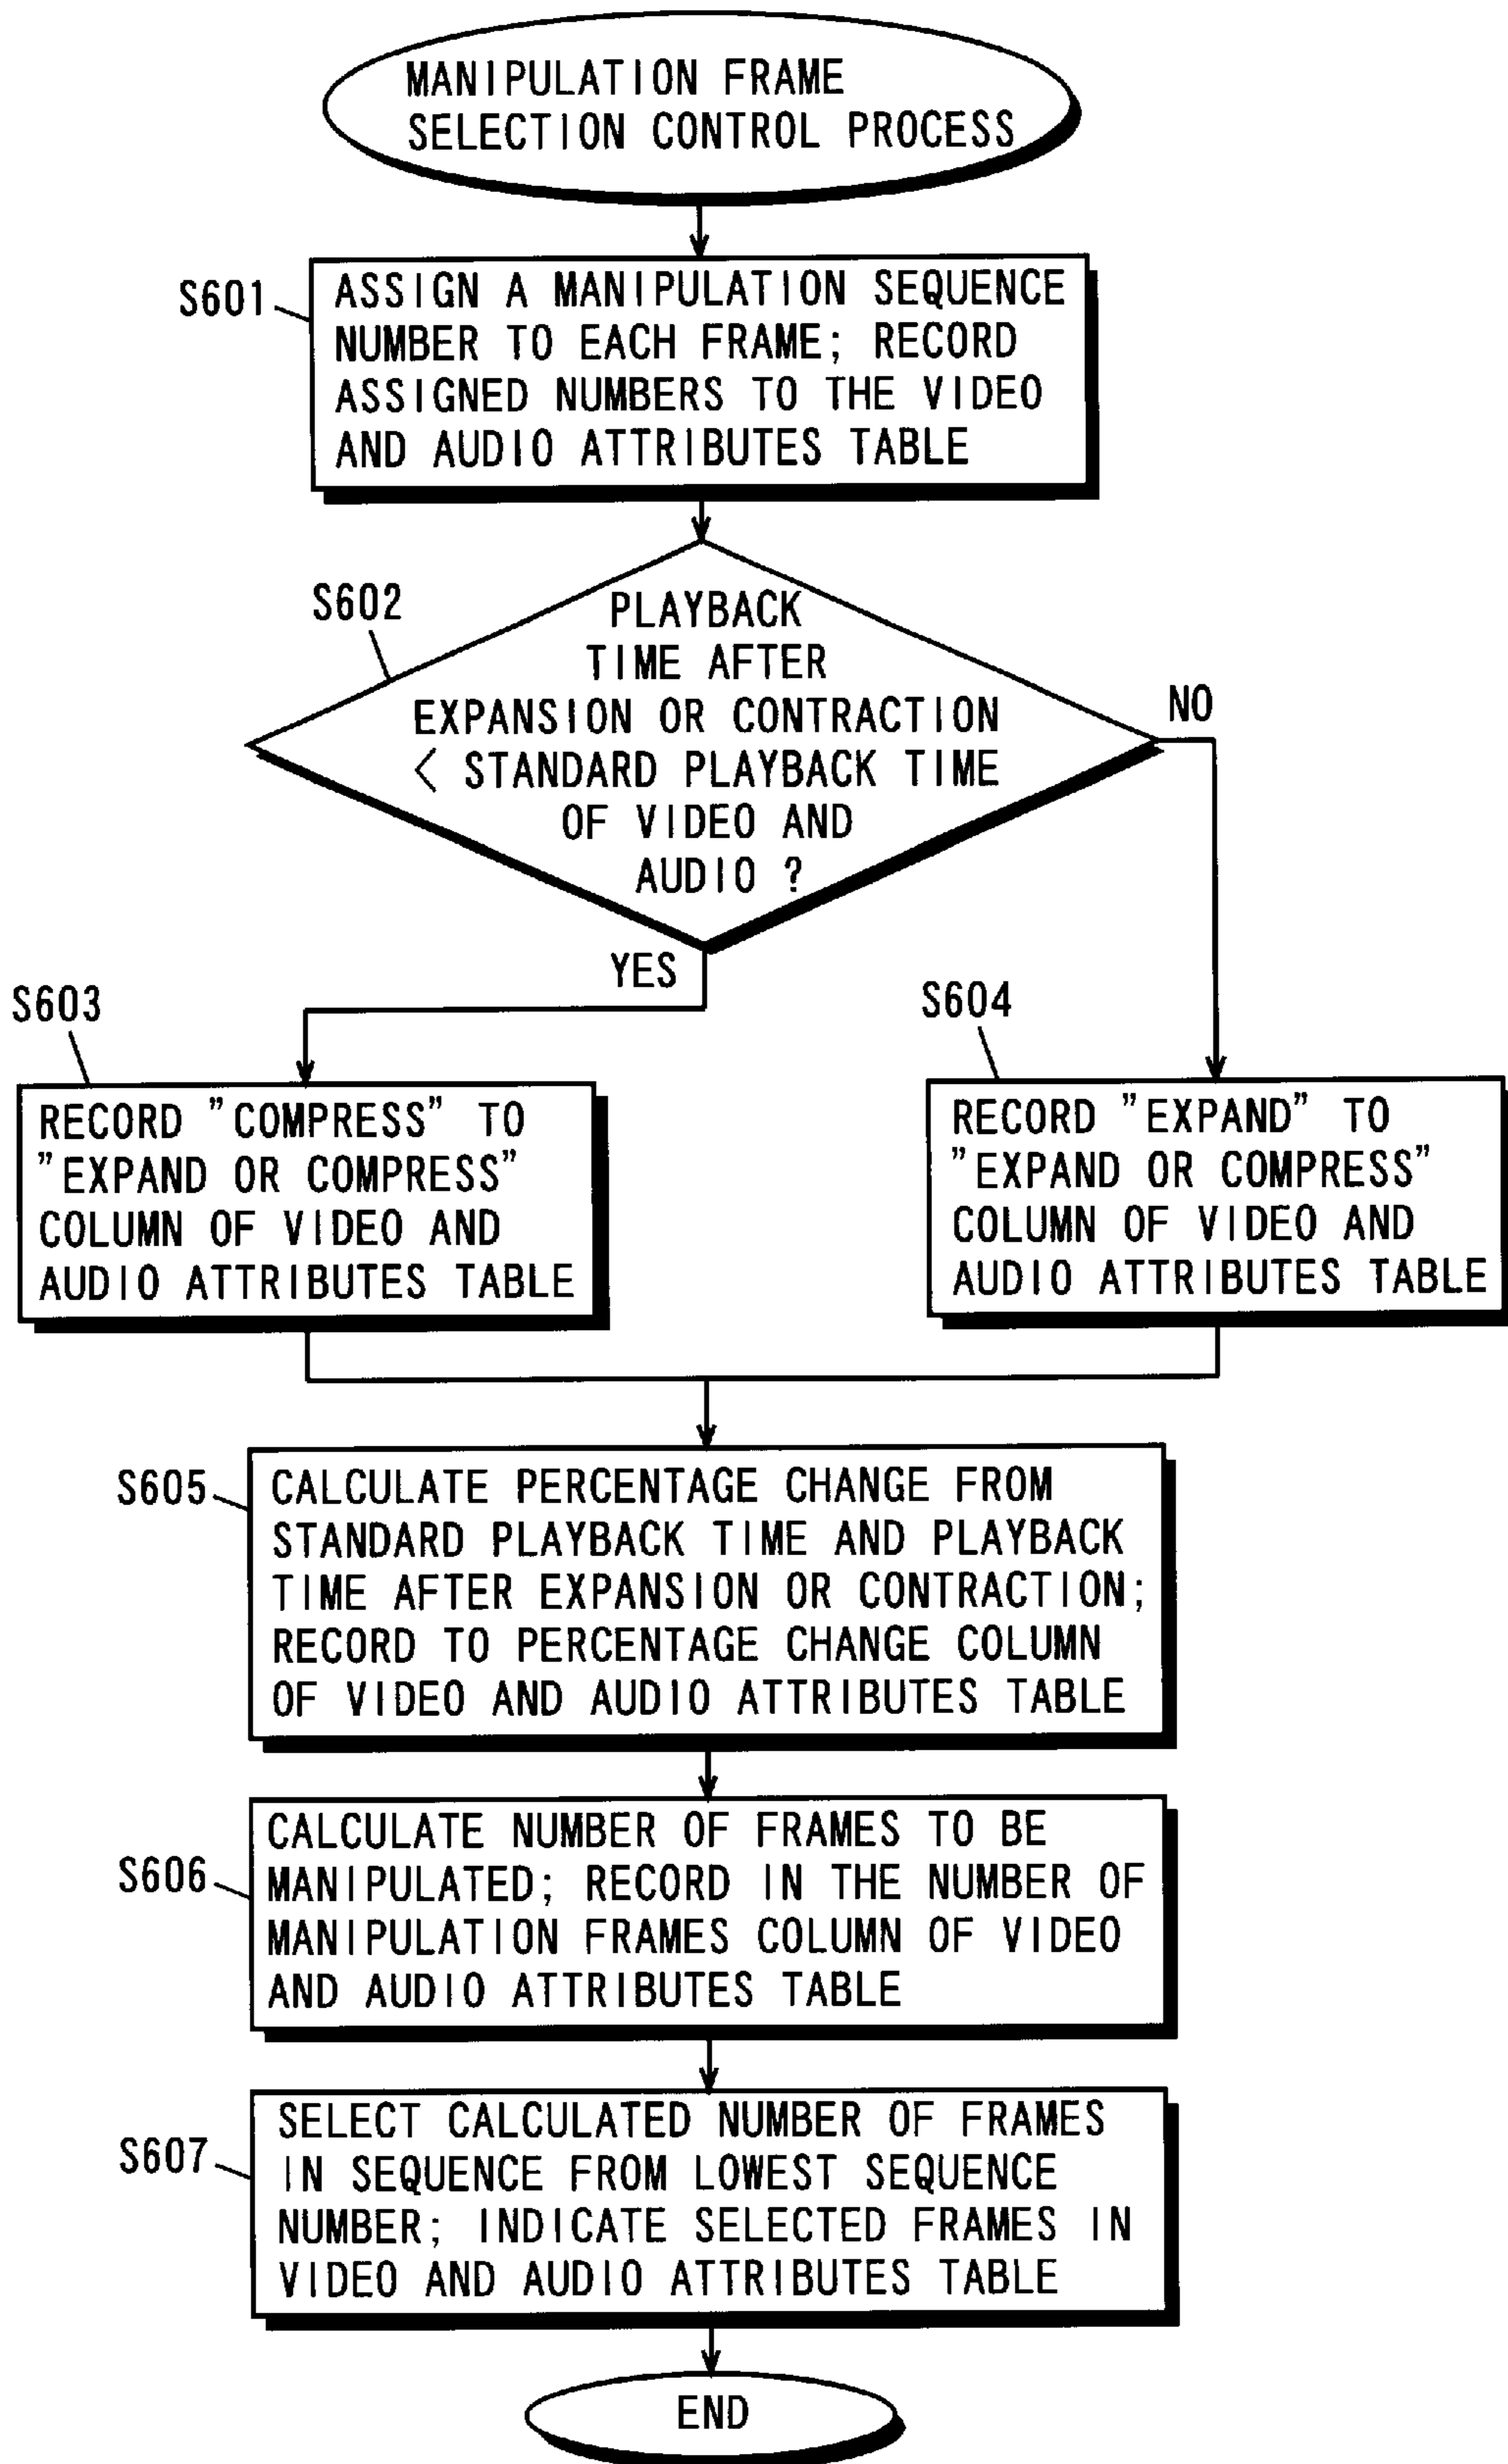 MANIPULATION FRAME
SELECTION CONTROL PROCESS
S601
ASSIGN A MANIPULATION SEQUENCE
NUMBER TO EACH FRAME; RECORD
ASSIGNED NUMBERS TO THE VIDEO
AND AUDIO ATTRIBUTES TABLE
S602
PLAYBACK
TIME AFTER
EXPANSION OR CONTRACTION
< STANDARD PLAYBACK TIME
OF VIDEO AND
AUDIO ?
NO
YES
S603
RECORD "COMPRESS" TO
"EXPAND OR COMPRESS"
COLUMN OF VIDEO AND
AUDIO ATTRIBUTES TABLE
S604
RECORD "EXPAND" TO
"EXPAND OR COMPRESS"
COLUMN OF VIDEO AND
AUDIO ATTRIBUTES TABLE
S605
CALCULATE PERCENTAGE CHANGE FROM
STANDARD PLAYBACK TIME AND PLAYBACK
TIME AFTER EXPANSION OR CONTRACTION;
RECORD TO PERCENTAGE CHANGE COLUMN
OF VIDEO AND AUDIO ATTRIBUTES TABLE
S606
CALCULATE NUMBER OF FRAMES TO BE
MANIPULATED; RECORD IN THE NUMBER OF
MANIPULATION FRAMES COLUMN OF VIDEO
AND AUDIO ATTRIBUTES TABLE
S607
SELECT CALCULATED NUMBER OF FRAMES
IN SEQUENCE FROM LOWEST SEQUENCE
NUMBER; INDICATE SELECTED FRAMES IN
VIDEO AND AUDIO ATTRIBUTES TABLE
END